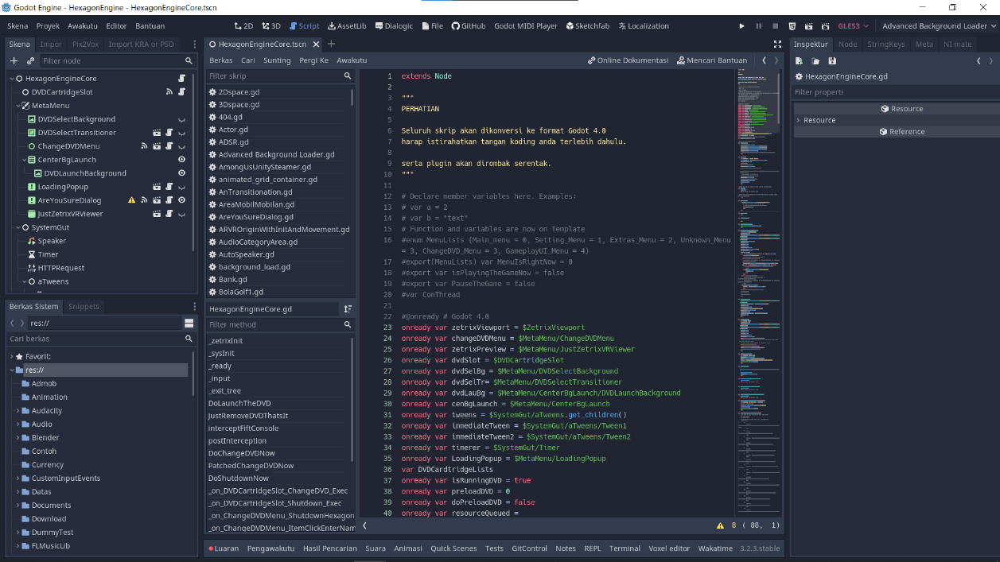 Godot Engine - HexagonEngine - HexagonEngineCore.tscn
Skena Proyek Awakutu Editor Bantuan
2D 3D Script AssetLib Dialogic File GitHub Godot MIDI Player Sketchfab Localization
GLES3 Advanced Background Loader
Skena Impor Pix2Vox Import KRA or PSD
Filter node
HexagonEngineCore
DVDCartridgeSlot
MetaMenu
DVDSelectBackground
DVDSelectTransitioner
ChangeDVDMenu
CenterBgLaunch
DVDLaunchBackground
LoadingPopup
AreYouSureDialog
JustZetrixVRViewer
SystemGut
Speaker
Timer
HTTPRequest
aTweens
Berkas Sistem Snippets
res://
Cari berkas
Favorit:
res://
Admob
Animation
Audacity
Audio
Blender
Contoh
Currency
CustomInputEvents
Datas
Documents
Download
DummyTest
FLMusicLib
HexagonEngineCore.tscn
Berkas Cari Sunting Pergi Ke Awakutu
Online Dokumentasi Mencari Bantuan
Filter skrip
2Dspace.gd
3Dspace.gd
404.gd
Actor.gd
ADSR.gd
Advanced Background Loader.gd
AmongUsUnitySteamer.gd
animated_grid_container.gd
AnTransitionation.gd
AreaMobilMobilan.gd
AreYouSureDialog.gd
ARVROriginWithInitAndMovement.gd
AudioCategoryArea.gd
AutoSpeaker.gd
background_load.gd
Bank.gd
BolaGolf1.gd
HexagonEngineCore.gd
Filter method
_zetrixInit
_sysInit
_ready
_input
_exit_tree
DoLaunchTheDVD
JustRemoveDVDThatsIt
interceptFiftConsole
postInterception
DoChangeDVDNow
PatchedChangeDVDNow
DoShutdownNow
_on_DVDCartridgeSlot_ChangeDVD_Exec
_on_DVDCartridgeSlot_Shutdown_Exec
_on_ChangeDVDMenu_ShutdownHexagon
_on_ChangeDVDMenu_ItemClickEnterNam
1 extends Node
2
3 """
4 PERHATIAN
5
6 Seluruh skrip akan dikonversi ke format Godot 4.0
7 harap istirahatkan tangan koding anda terlebih dahulu.
8
9 serta plugin akan dirombak serentak.
10 """
11
12 # Declare member variables here. Examples:
13 # var a = 2
14 # var b = "text"
15 # Function and variables are now on Template
16 #enum MenuLists {Main_menu = 0, Setting_Menu = 1, Extras_Menu = 2, Unknown_Menu
= 3, ChangeDVD_Menu = 3, GameplayUI_Menu = 4}
17 #export(MenuLists) var MenuIsRightNow = 0
18 #export var isPlayingTheGameNow = false
19 #export var PauseTheGame = false
20 #var ConThread
21
22 #@onready # Godot 4.0
23 onready var zetrixViewport = $ZetrixViewport
24 onready var changeDVDMenu = $MetaMenu/ChangeDVDMenu
25 onready var zetrixPreview = $MetaMenu/JustZetrixVRViewer
26 onready var dvdSlot = $DVDCartridgeSlot
27 onready var dvdSelBg = $MetaMenu/DVDSelectBackground
28 onready var dvdSelTr= $MetaMenu/DVDSelectTransitioner
29 onready var dvdLauBg = $MetaMenu/CenterBgLaunch/DVDLaunchBackground
30 onready var cenBgLaunch = $MetaMenu/CenterBgLaunch
31 onready var tweens = $SystemGut/aTweens.get_children()
32 onready var immediateTween = $SystemGut/aTweens/Tween1
33 onready var immediateTween2 = $SystemGut/aTweens/Tween2
34 onready var timerer = $SystemGut/Timer
35 onready var LoadingPopup = $MetaMenu/LoadingPopup
36 var DVDCardtridgeLists
37 onready var isRunningDVD = true
38 onready var preloadDVD = 0
39 onready var doPreloadDVD = false
40 onready var resourceQueued =
8 ( 88, 1)
Luaran Pengawakutu Hasil Pencarian Suara Animasi Quick Scenes Tests GitControl Notes REPL Terminal Voxel editor Wakatime 3.2.3.stable
Inspektur Node StringKeys Meta NI mate
HexagonEngineCore.gd
Filter properti
Resource
Resource
Reference